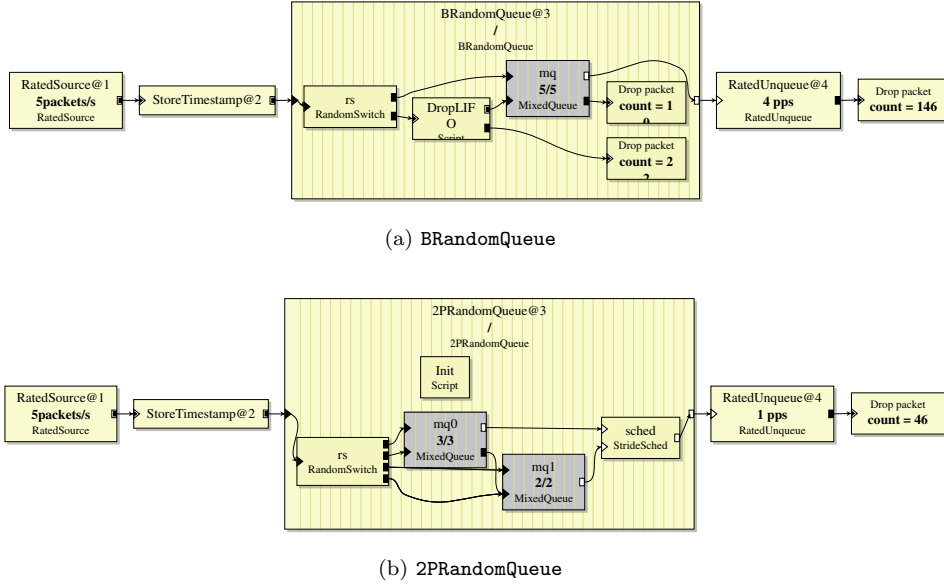 BRandomQueue@3
/
BRandomQueue
RatedSource@1
5packets/s
RatedSource
StoreTimestamp@2
rs
RandomSwitch
DropLIF
O
Script
mq
5/5
MixedQueue
Drop packet
count = 1
0
Drop packet
count = 2
2
RatedUnqueue@4
4 pps
RatedUnqueue
Drop packet
count = 146
(a) BRandomQueue
2PRandomQueue@3
/
2PRandomQueue
Init
Script
RatedSource@1
5packets/s
RatedSource
StoreTimestamp@2
rs
RandomSwitch
mq0
3/3
MixedQueue
mq1
2/2
MixedQueue
sched
StrideSched
RatedUnqueue@4
1 pps
RatedUnqueue
Drop packet
count = 46
(b) 2PRandomQueue